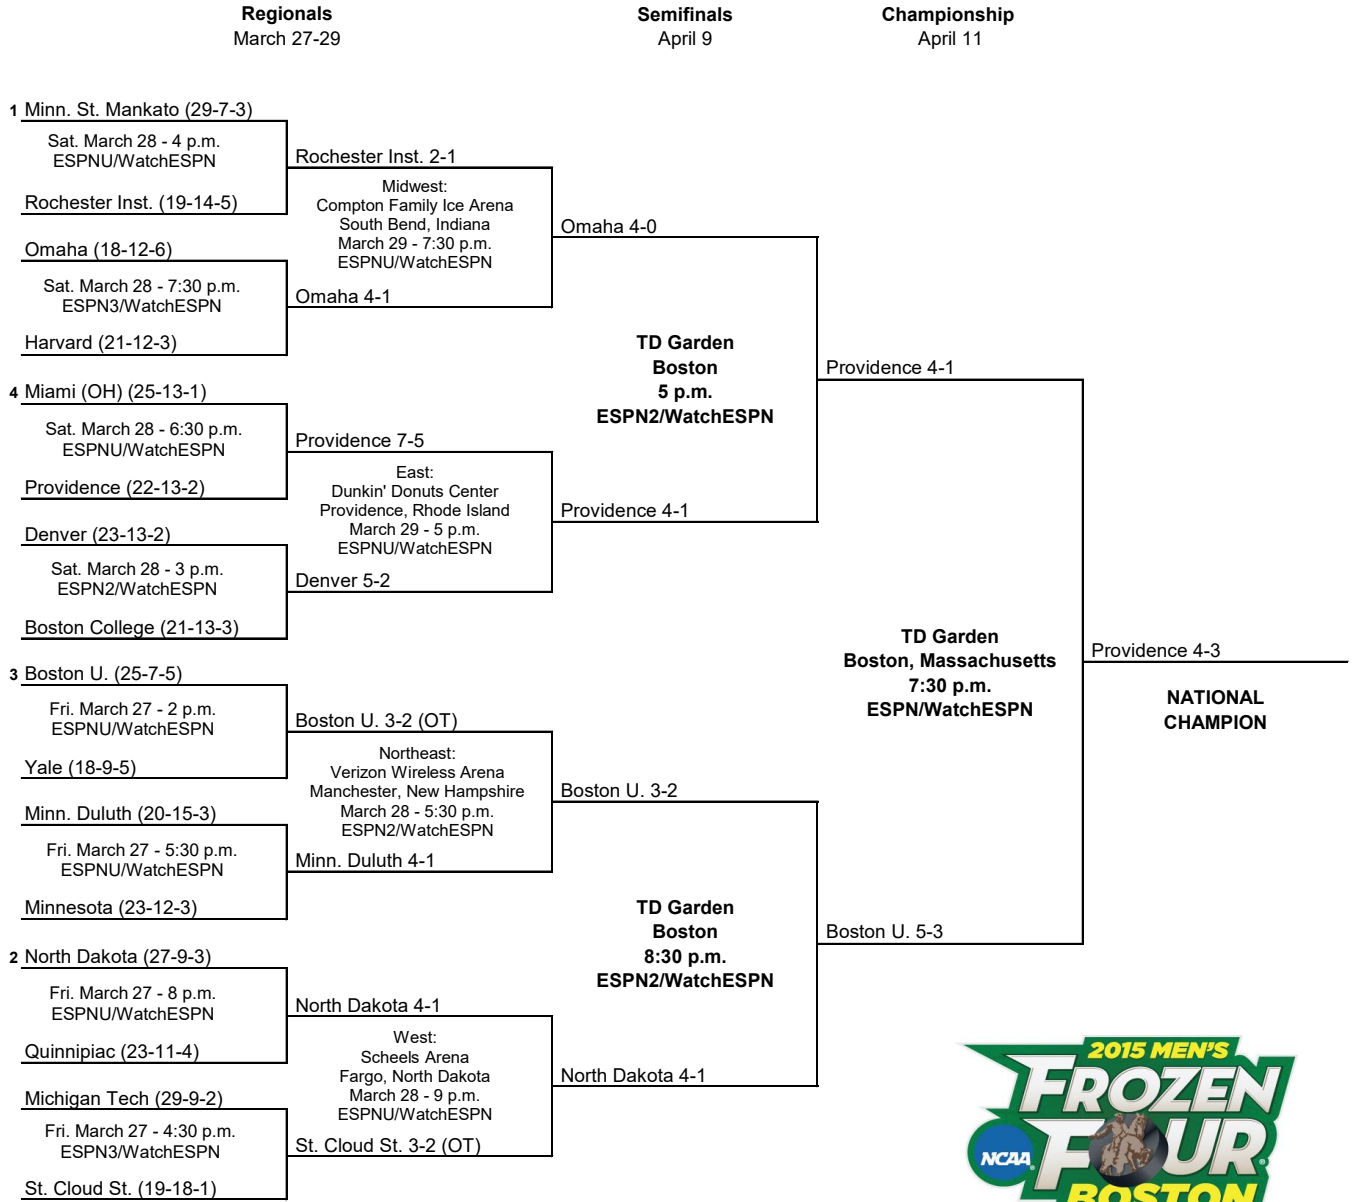 Regionals
March 27-29
Semifinals
April 9
Championship
April 11
1 Minn. St. Mankato (29-7-3)
Sat. March 28 - 4 p.m.
ESPNU/WatchESPN
Rochester Inst. (19-14-5)
Rochester Inst. 2-1
Midwest:
Compton Family Ice Arena
South Bend, Indiana
March 29 - 7:30 p.m.
ESPNU/WatchESPN
Omaha (18-12-6)
Sat. March 28 - 7:30 p.m.
ESPN3/WatchESPN
Harvard (21-12-3)
Omaha 4-1
Omaha 4-0
TD Garden
Boston
5 p.m.
ESPN2/WatchESPN
4 Miami (OH) (25-13-1)
Sat. March 28 - 6:30 p.m.
ESPNU/WatchESPN
Providence (22-13-2)
Providence 7-5
East:
Dunkin' Donuts Center
Providence, Rhode Island
March 29 - 5 p.m.
ESPNU/WatchESPN
Denver (23-13-2)
Sat. March 28 - 3 p.m.
ESPN2/WatchESPN
Boston College (21-13-3)
Denver 5-2
Providence 4-1
Providence 4-1
TD Garden
Boston, Massachusetts
7:30 p.m.
ESPN/WatchESPN
Providence 4-3
NATIONAL
CHAMPION
3 Boston U. (25-7-5)
Fri. March 27 - 2 p.m.
ESPNU/WatchESPN
Yale (18-9-5)
Boston U. 3-2 (OT)
Northeast:
Verizon Wireless Arena
Manchester, New Hampshire
March 28 - 5:30 p.m.
ESPN2/WatchESPN
Minn. Duluth (20-15-3)
Fri. March 27 - 5:30 p.m.
ESPNU/WatchESPN
Minnesota (23-12-3)
Minn. Duluth 4-1
Boston U. 3-2
TD Garden
Boston
8:30 p.m.
ESPN2/WatchESPN
Boston U. 5-3
2 North Dakota (27-9-3)
Fri. March 27 - 8 p.m.
ESPNU/WatchESPN
Quinnipiac (23-11-4)
North Dakota 4-1
West:
Scheels Arena
Fargo, North Dakota
March 28 - 9 p.m.
ESPNU/WatchESPN
Michigan Tech (29-9-2)
Fri. March 27 - 4:30 p.m.
ESPN3/WatchESPN
St. Cloud St. (19-18-1)
St. Cloud St. 3-2 (OT)
North Dakota 4-1
2015 MEN'S
FROZEN
FOUR
NCAA
BOSTON